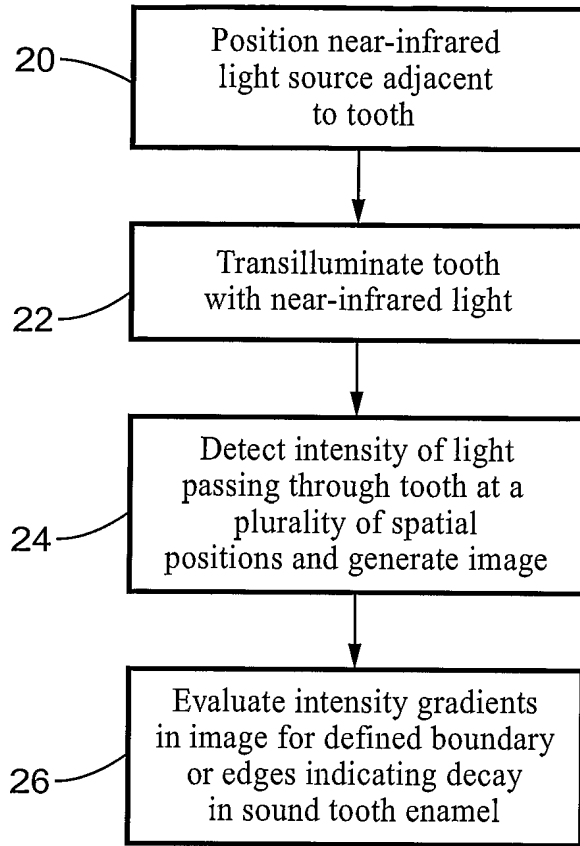 20
Position near-infrared
light source adjacent
to tooth
22
Transilluminate tooth
with near-infrared light
24
Detect intensity of light
passing through tooth at a
plurality of spatial
positions and generate image
26
Evaluate intensity gradients
in image for defined boundary
or edges indicating decay
in sound tooth enamel